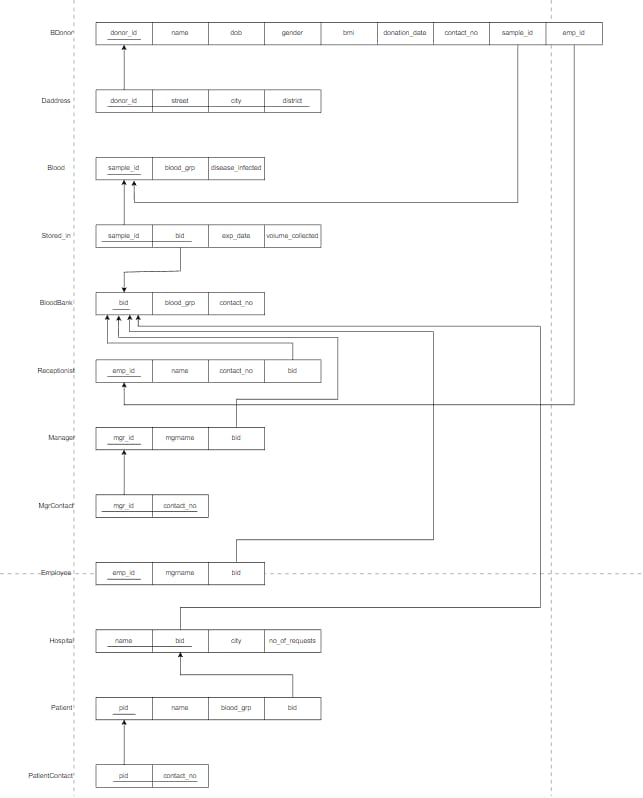 BDonor donor_id name dob gender bmi donation_date contact_no sample_id emp_id
Daddress donor_id street city district
Blood sample_id blood_grp disease_infected
Stored_in sample_id bid exp_date volume_collected
BloodBank bid blood_grp contact_no
Receptionist emp_id name contact_no bid
Manager mgr_id mgrname bid
MgrContact mgr_id contact_no
Employee emp_id mgrname bid
Hospital name bid city no_of_requests
Patient pid name blood_grp bid
PatientContact pid contact_no